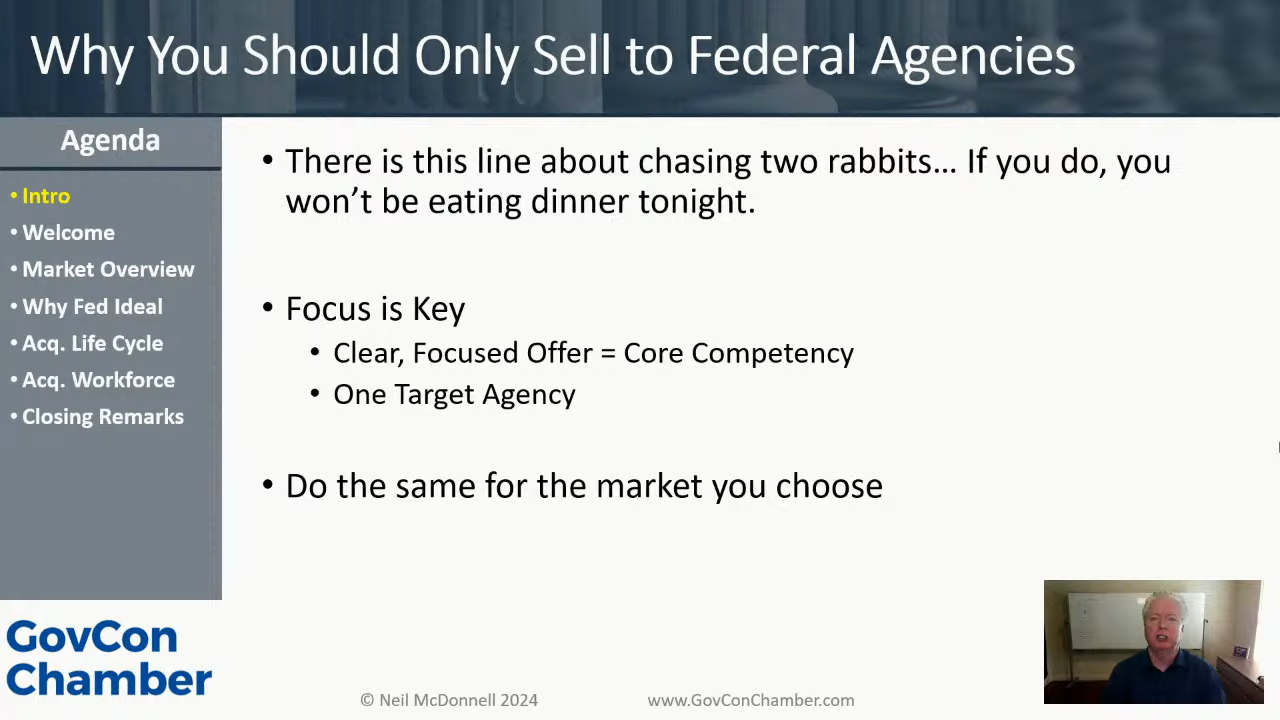 Why You Should Only Sell to Federal Agencies
Agenda
• Intro
• Welcome
• Market Overview
• Why Fed Ideal
• Acq. Life Cycle
• Acq. Workforce
• Closing Remarks
• There is this line about chasing two rabbits... If you do, you
won't be eating dinner tonight.
• Focus is Key
• Clear, Focused Offer = Core Competency
• One Target Agency
• Do the same for the market you choose
GovCon
Chamber
© Neil McDonnell 2024
www.GovConChamber.com